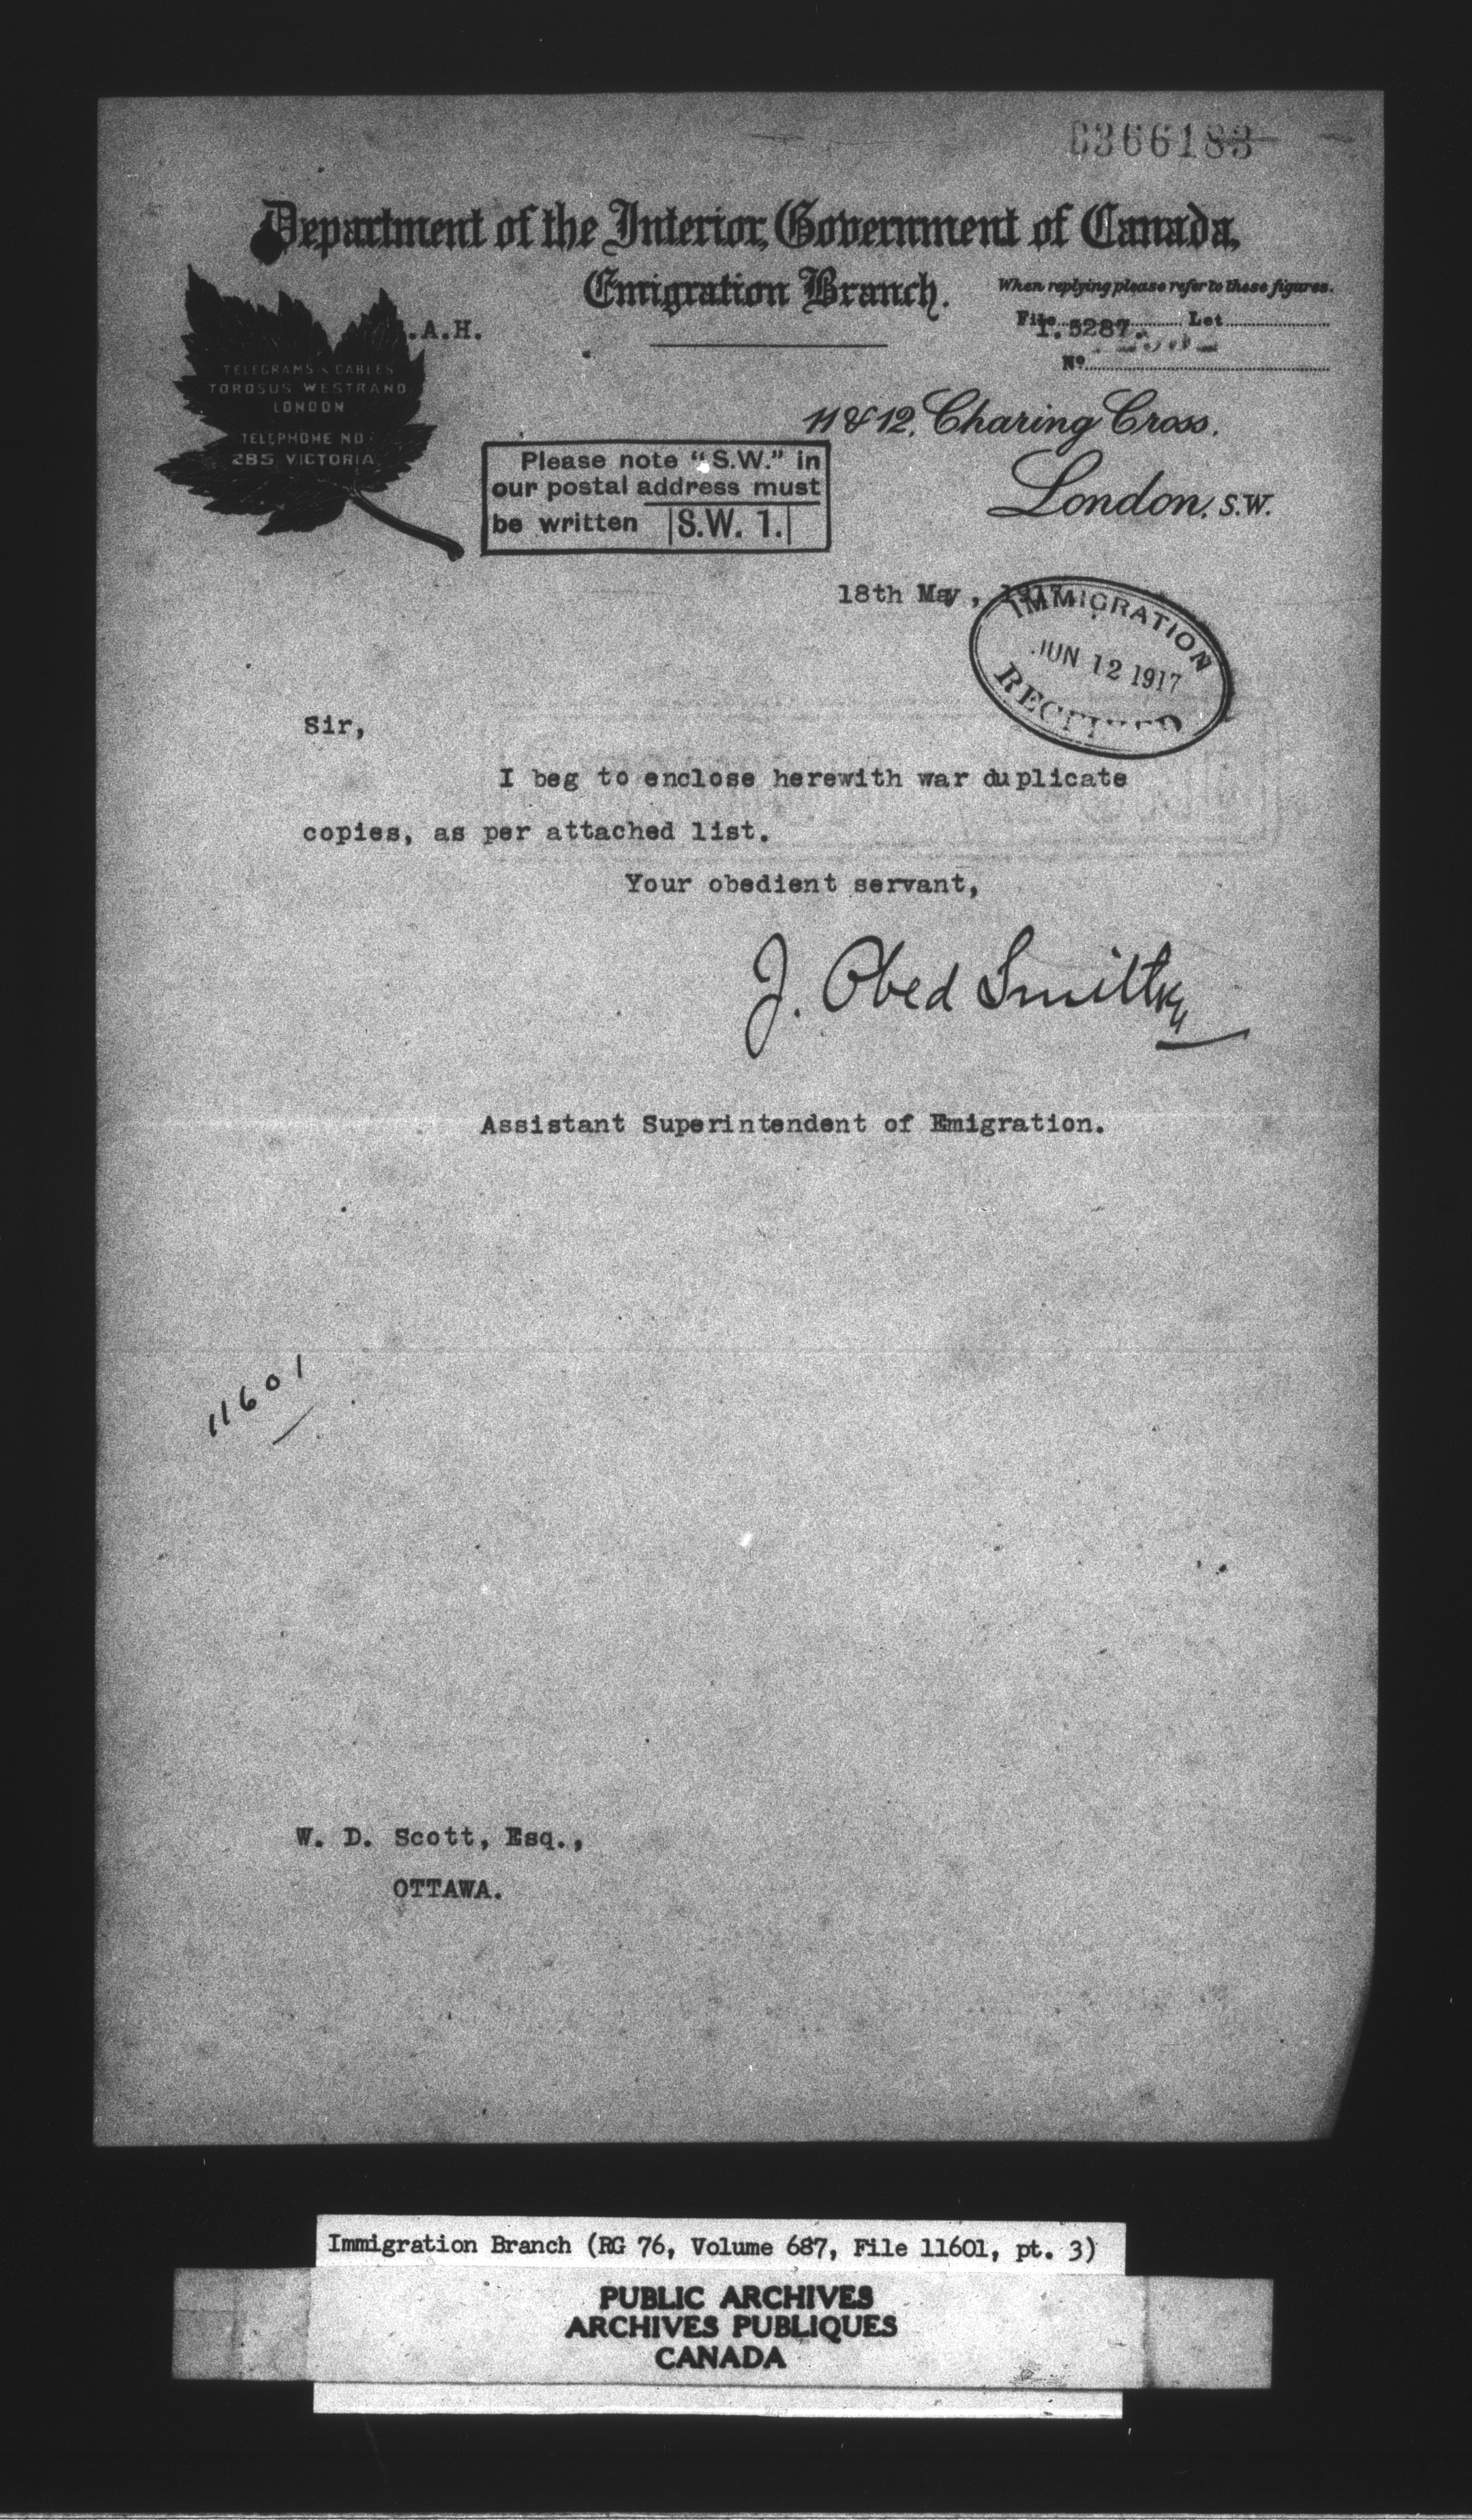 366183
Department of the Interior, Government of Canada,
Emigration Branch.
When replying please refer to these figures.
.A.H.
File 5287. Let
No
TELEGRAMS & CABLES
TOROSUS WESTRAND
LONDON
TELEPHONE NO
285 VICTORIA
11 & 12, Charing Cross,
London, S.W.
Please note "S.W." in
our postal address must
be written S.W. 1.
18th May, 1917.
IMMIGRATION
JUN 12 1917
RECEIVED
Sir,
I beg to enclose herewith war duplicate
copies, as per attached list.
Your obedient servant,
J. Obed Smith
Assistant Superintendent of Emigration.
11601
W. D. Scott, Esq.,
OTTAWA.
Immigration Branch (RG 76, Volume 687, File 11601, pt. 3)
PUBLIC ARCHIVES
ARCHIVES PUBLIQUES
CANADA